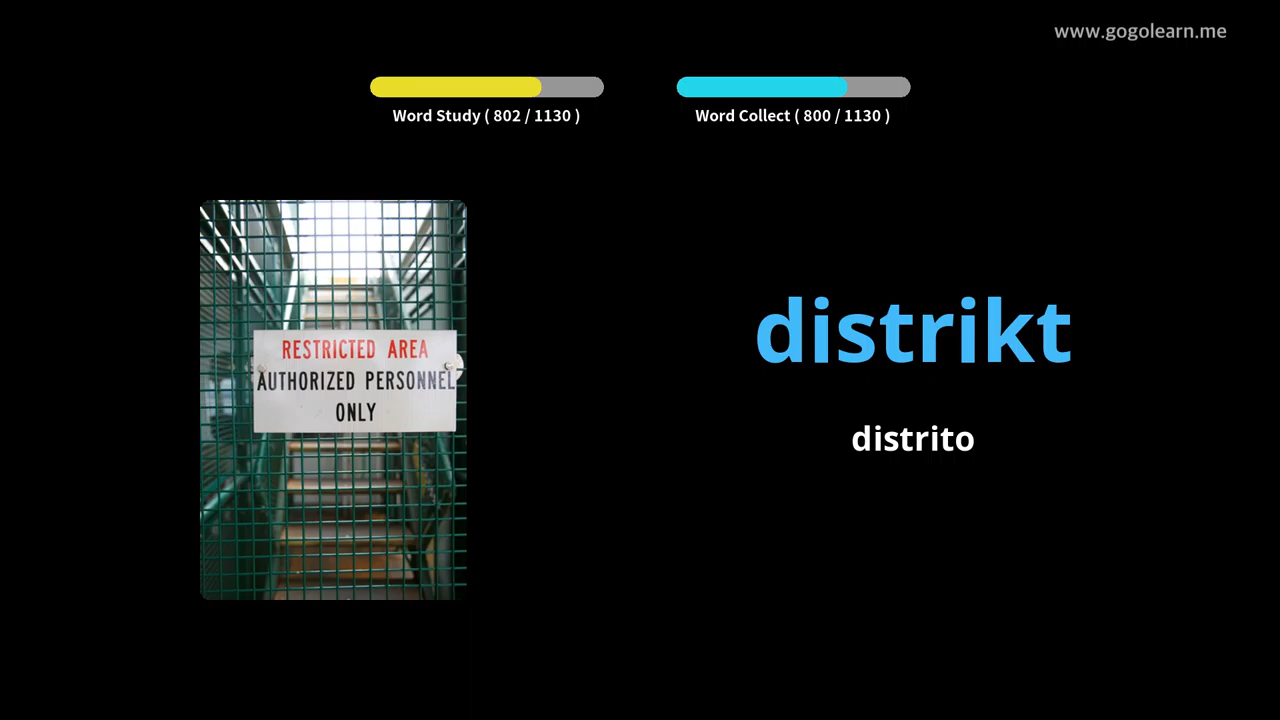 www.gogolearn.me
Word Study ( 802 / 1130 )
Word Collect ( 800 / 1130 )
RESTRICTED AREA
AUTHORIZED PERSONNEL
ONLY
distrikt
distrito